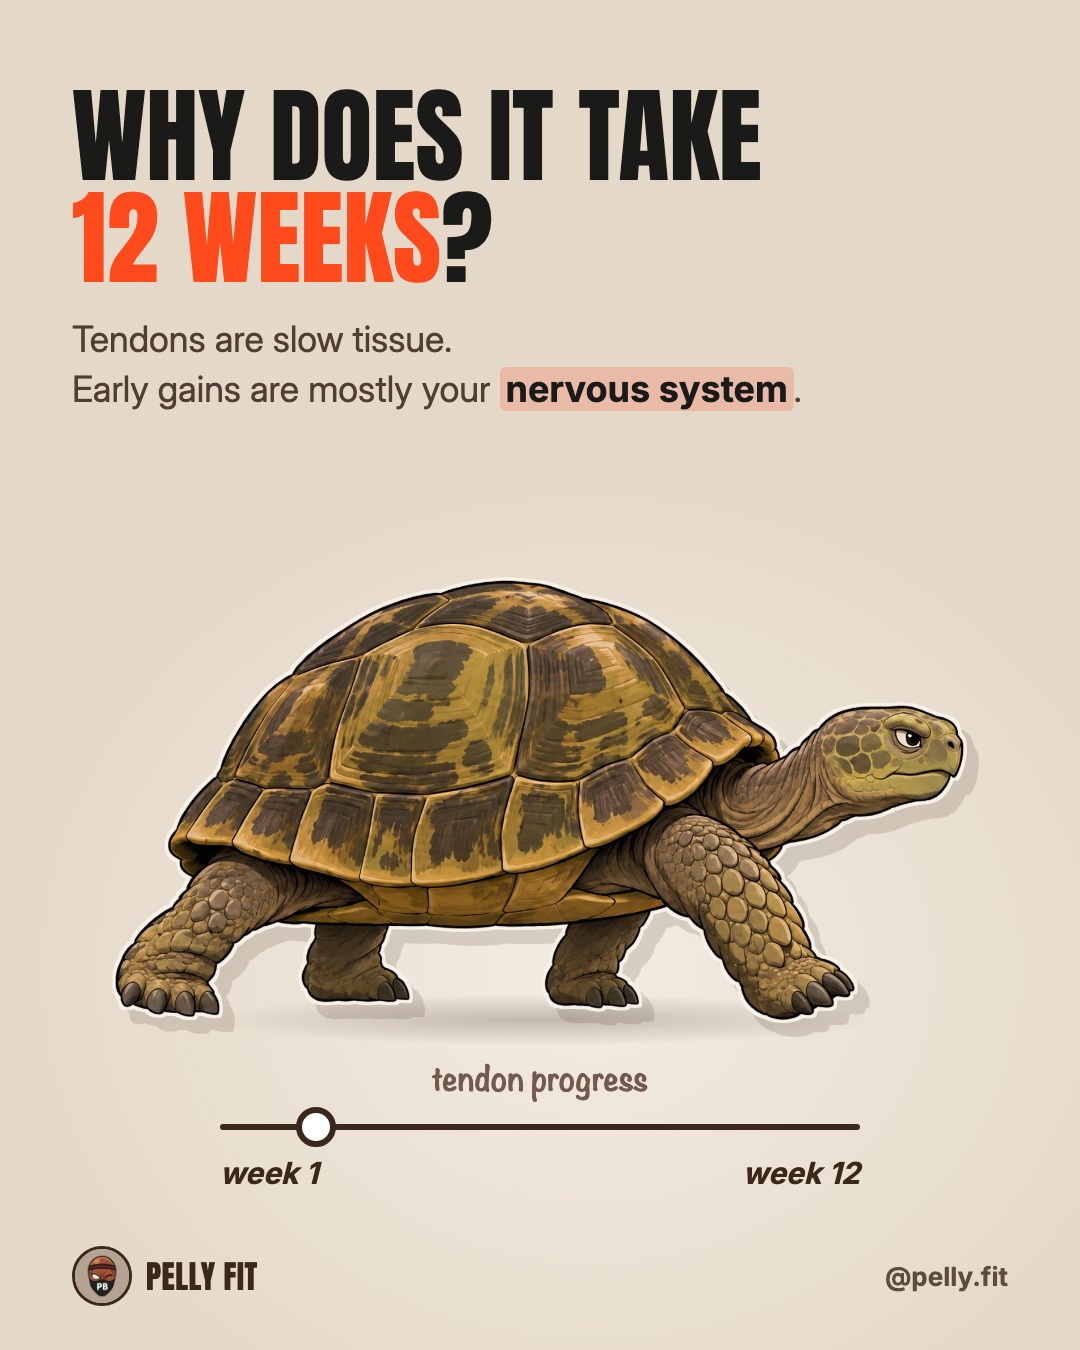 WHY DOES IT TAKE
12 WEEKS?
Tendons are slow tissue.
Early gains are mostly your nervous system.
tendon progress
week 1
week 12
PB
PELLY FIT
@pelly.fit